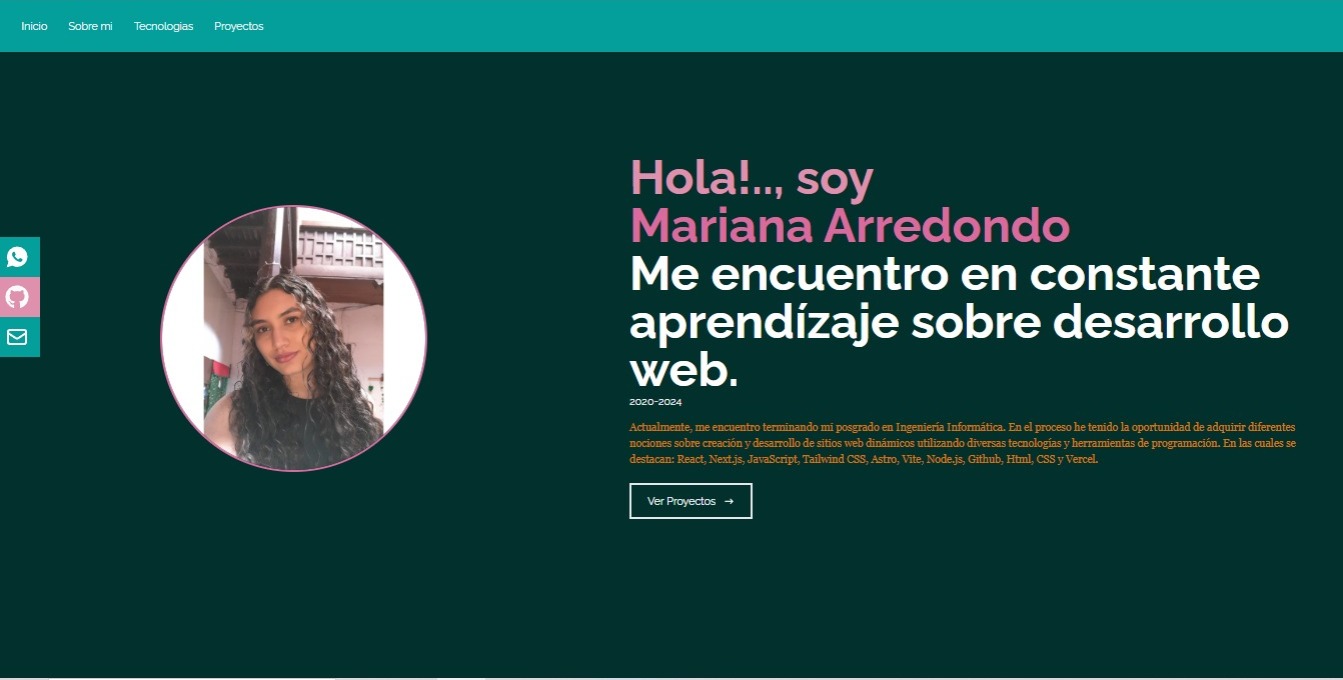 Inicio Sobre mi Tecnologias Proyectos
Hola!.., soy
Mariana Arredondo
Me encuentro en constante
aprendízaje sobre desarrollo
web.
2020-2024
Actualmente, me encuentro terminando mi posgrado en Ingeniería Informática. En el proceso he tenido la oportunidad de adquirir diferentes
nociones sobre creación y desarrollo de sitios web dinámicos utilizando diversas tecnologías y herramientas de programación. En las cuales se
destacan: React, Next.js, JavaScript, Tailwind CSS, Astro, Vite, Node.js, Github, Html, CSS y Vercel.
Ver Proyectos →